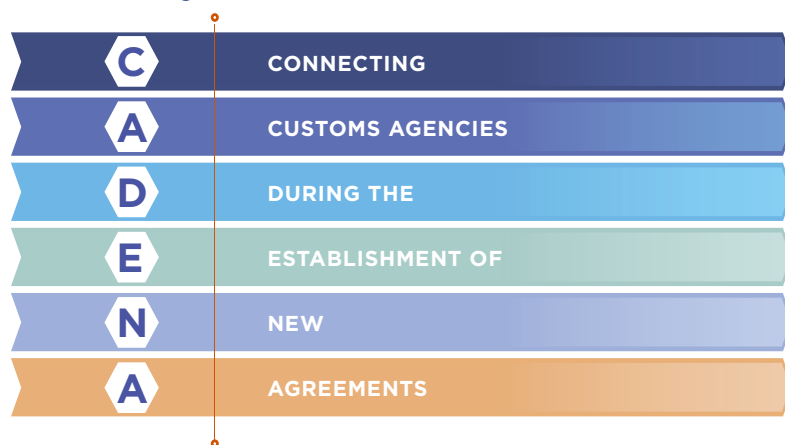 C CONNECTING
A CUSTOMS AGENCIES
D DURING THE
E ESTABLISHMENT OF
N NEW
A AGREEMENTS